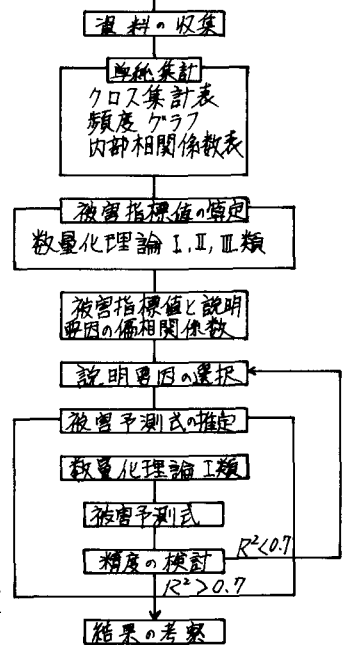 資料の収集
単純集計
クロス集計表
頻度グラフ
内部相関係数表
被害指標値の算定
数量化理論Ⅰ,Ⅱ,Ⅲ類
被害指標値と説明
要因の偏相関係数
説明要因の選択
被害予測式の推定
数量化理論Ⅰ類
被害予測式
精度の検討
R²<0.7
R²>0.7
結果の考察